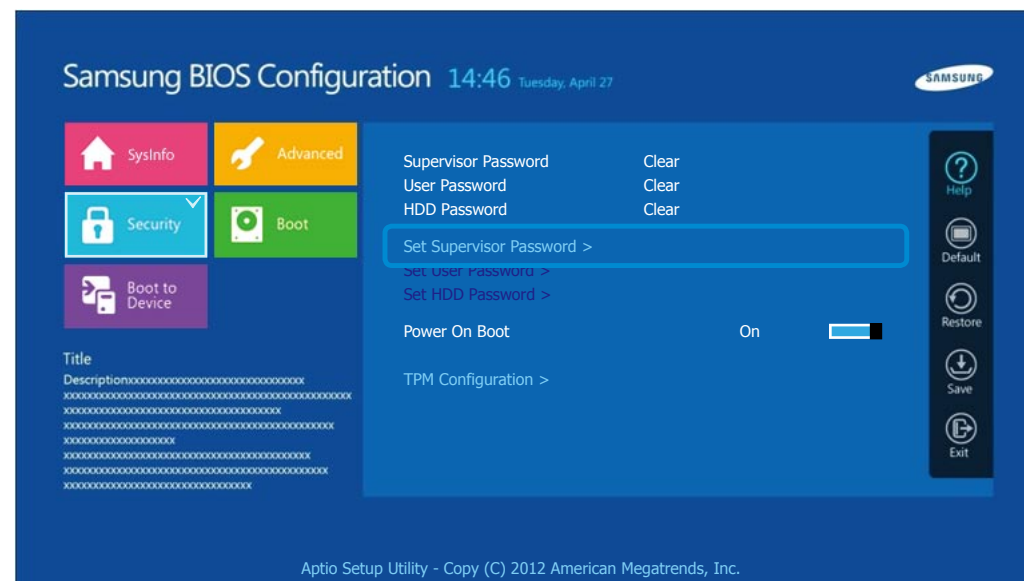 Samsung BIOS Configuration 14:46 Tuesday, April 27
SAMSUNG
SysInfo
Advanced
Security
Boot
Boot to
Device
Title
Descriptionxxxxxxxxxxxxxxxxxxxxxxxxxxxxxx
Supervisor Password Clear
User Password Clear
HDD Password Clear
Set Supervisor Password >
Set User Password >
Set HDD Password >
Power On Boot On
TPM Configuration >
Help
Default
Restore
Save
Exit
Aptio Setup Utility - Copy (C) 2012 American Megatrends, Inc.